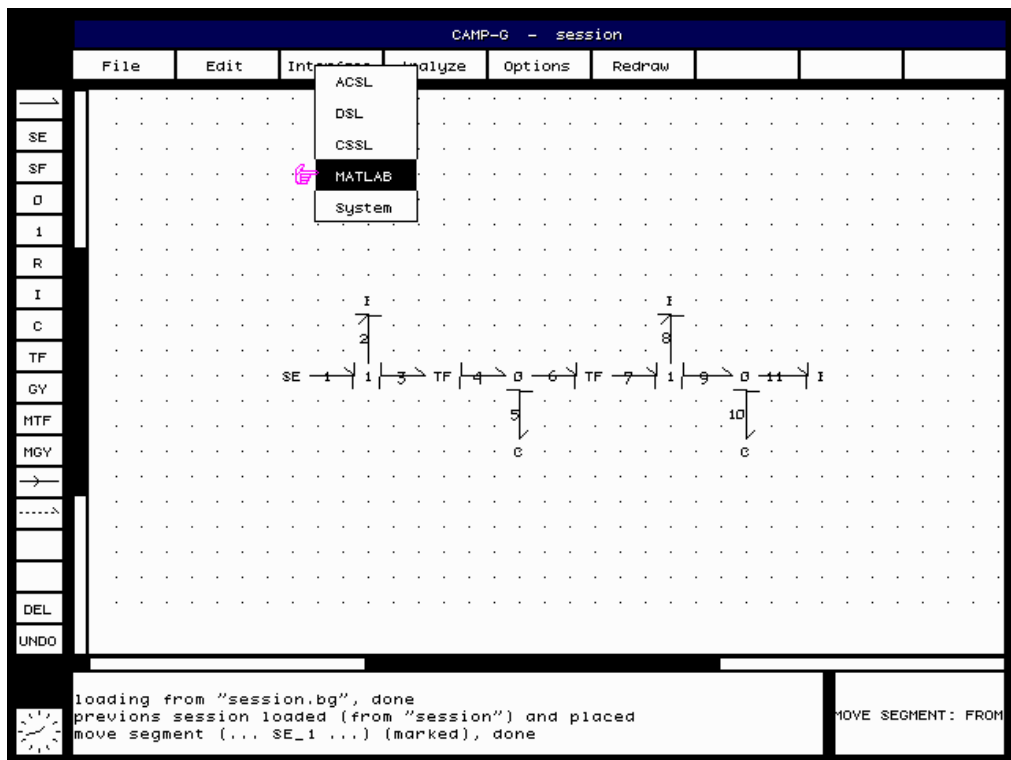 CAMP-G - session
File Edit Options Redraw
ACSL
DSL
CSSL
MATLAB
System
SE
SF
0
1
R
I
C
TF
GY
MTF
MGY
DEL
UNDO
I I
2 8
SE 1 1 3 TF 4 0 6 TF 7 1 9 0 11 I
5 10
C C
loading from "session.bg", done
previons session loaded (from "session") and placed
move segment (... SE_1 ...) (marked), done
MOVE SEGMENT: FROM